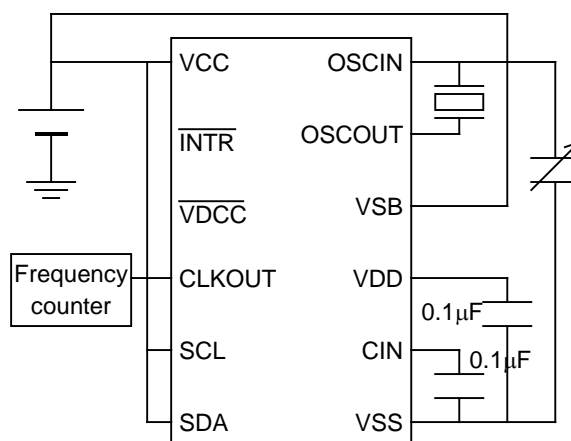 VCC
OSCIN
INTR
OSCOUT
VDCC
VSB
Frequency
counter
CLKOUT
VDD
0.1µF
SCL
CIN
0.1µF
SDA
VSS